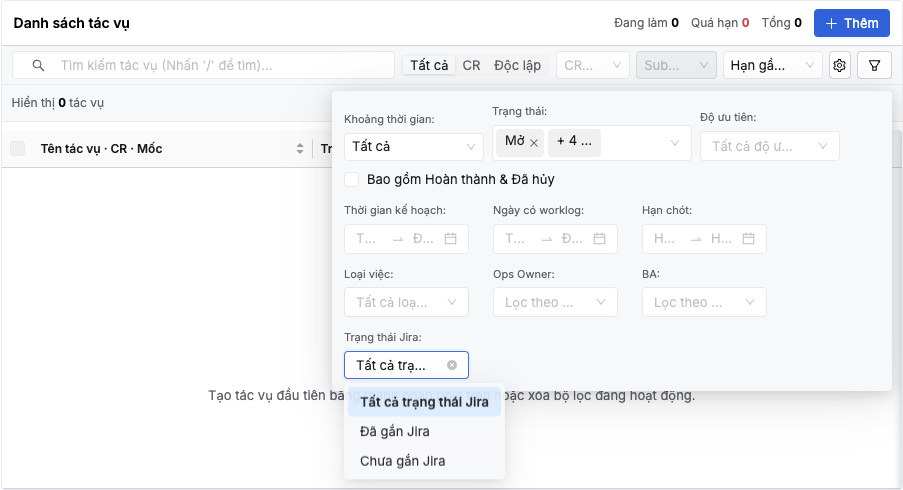 Danh sách tác vụ
Đang làm 0 Quá hạn 0 Tổng 0 + Thêm
Tìm kiếm tác vụ (Nhấn '/' để tìm)... Tất cả CR Độc lập CR... Sub... Hạn gầ...
Hiển thị 0 tác vụ
Tên tác vụ · CR · Mốc
Khoảng thời gian: Trạng thái: Độ ưu tiên:
Tất cả Mở × + 4 ... Tất cả độ ư...
Bao gồm Hoàn thành & Đã hủy
Thời gian kế hoạch: Ngày có worklog: Hạn chót:
T... → Đ... T... → Đ... H... → H...
Loại việc: Ops Owner: BA:
Tất cả loạ... Lọc theo ... Lọc theo ...
Trạng thái Jira:
Tất cả trạ...
Tạo tác vụ đầu tiên hoặc xóa bộ lọc đang hoạt động.
Tất cả trạng thái Jira
Đã gắn Jira
Chưa gắn Jira